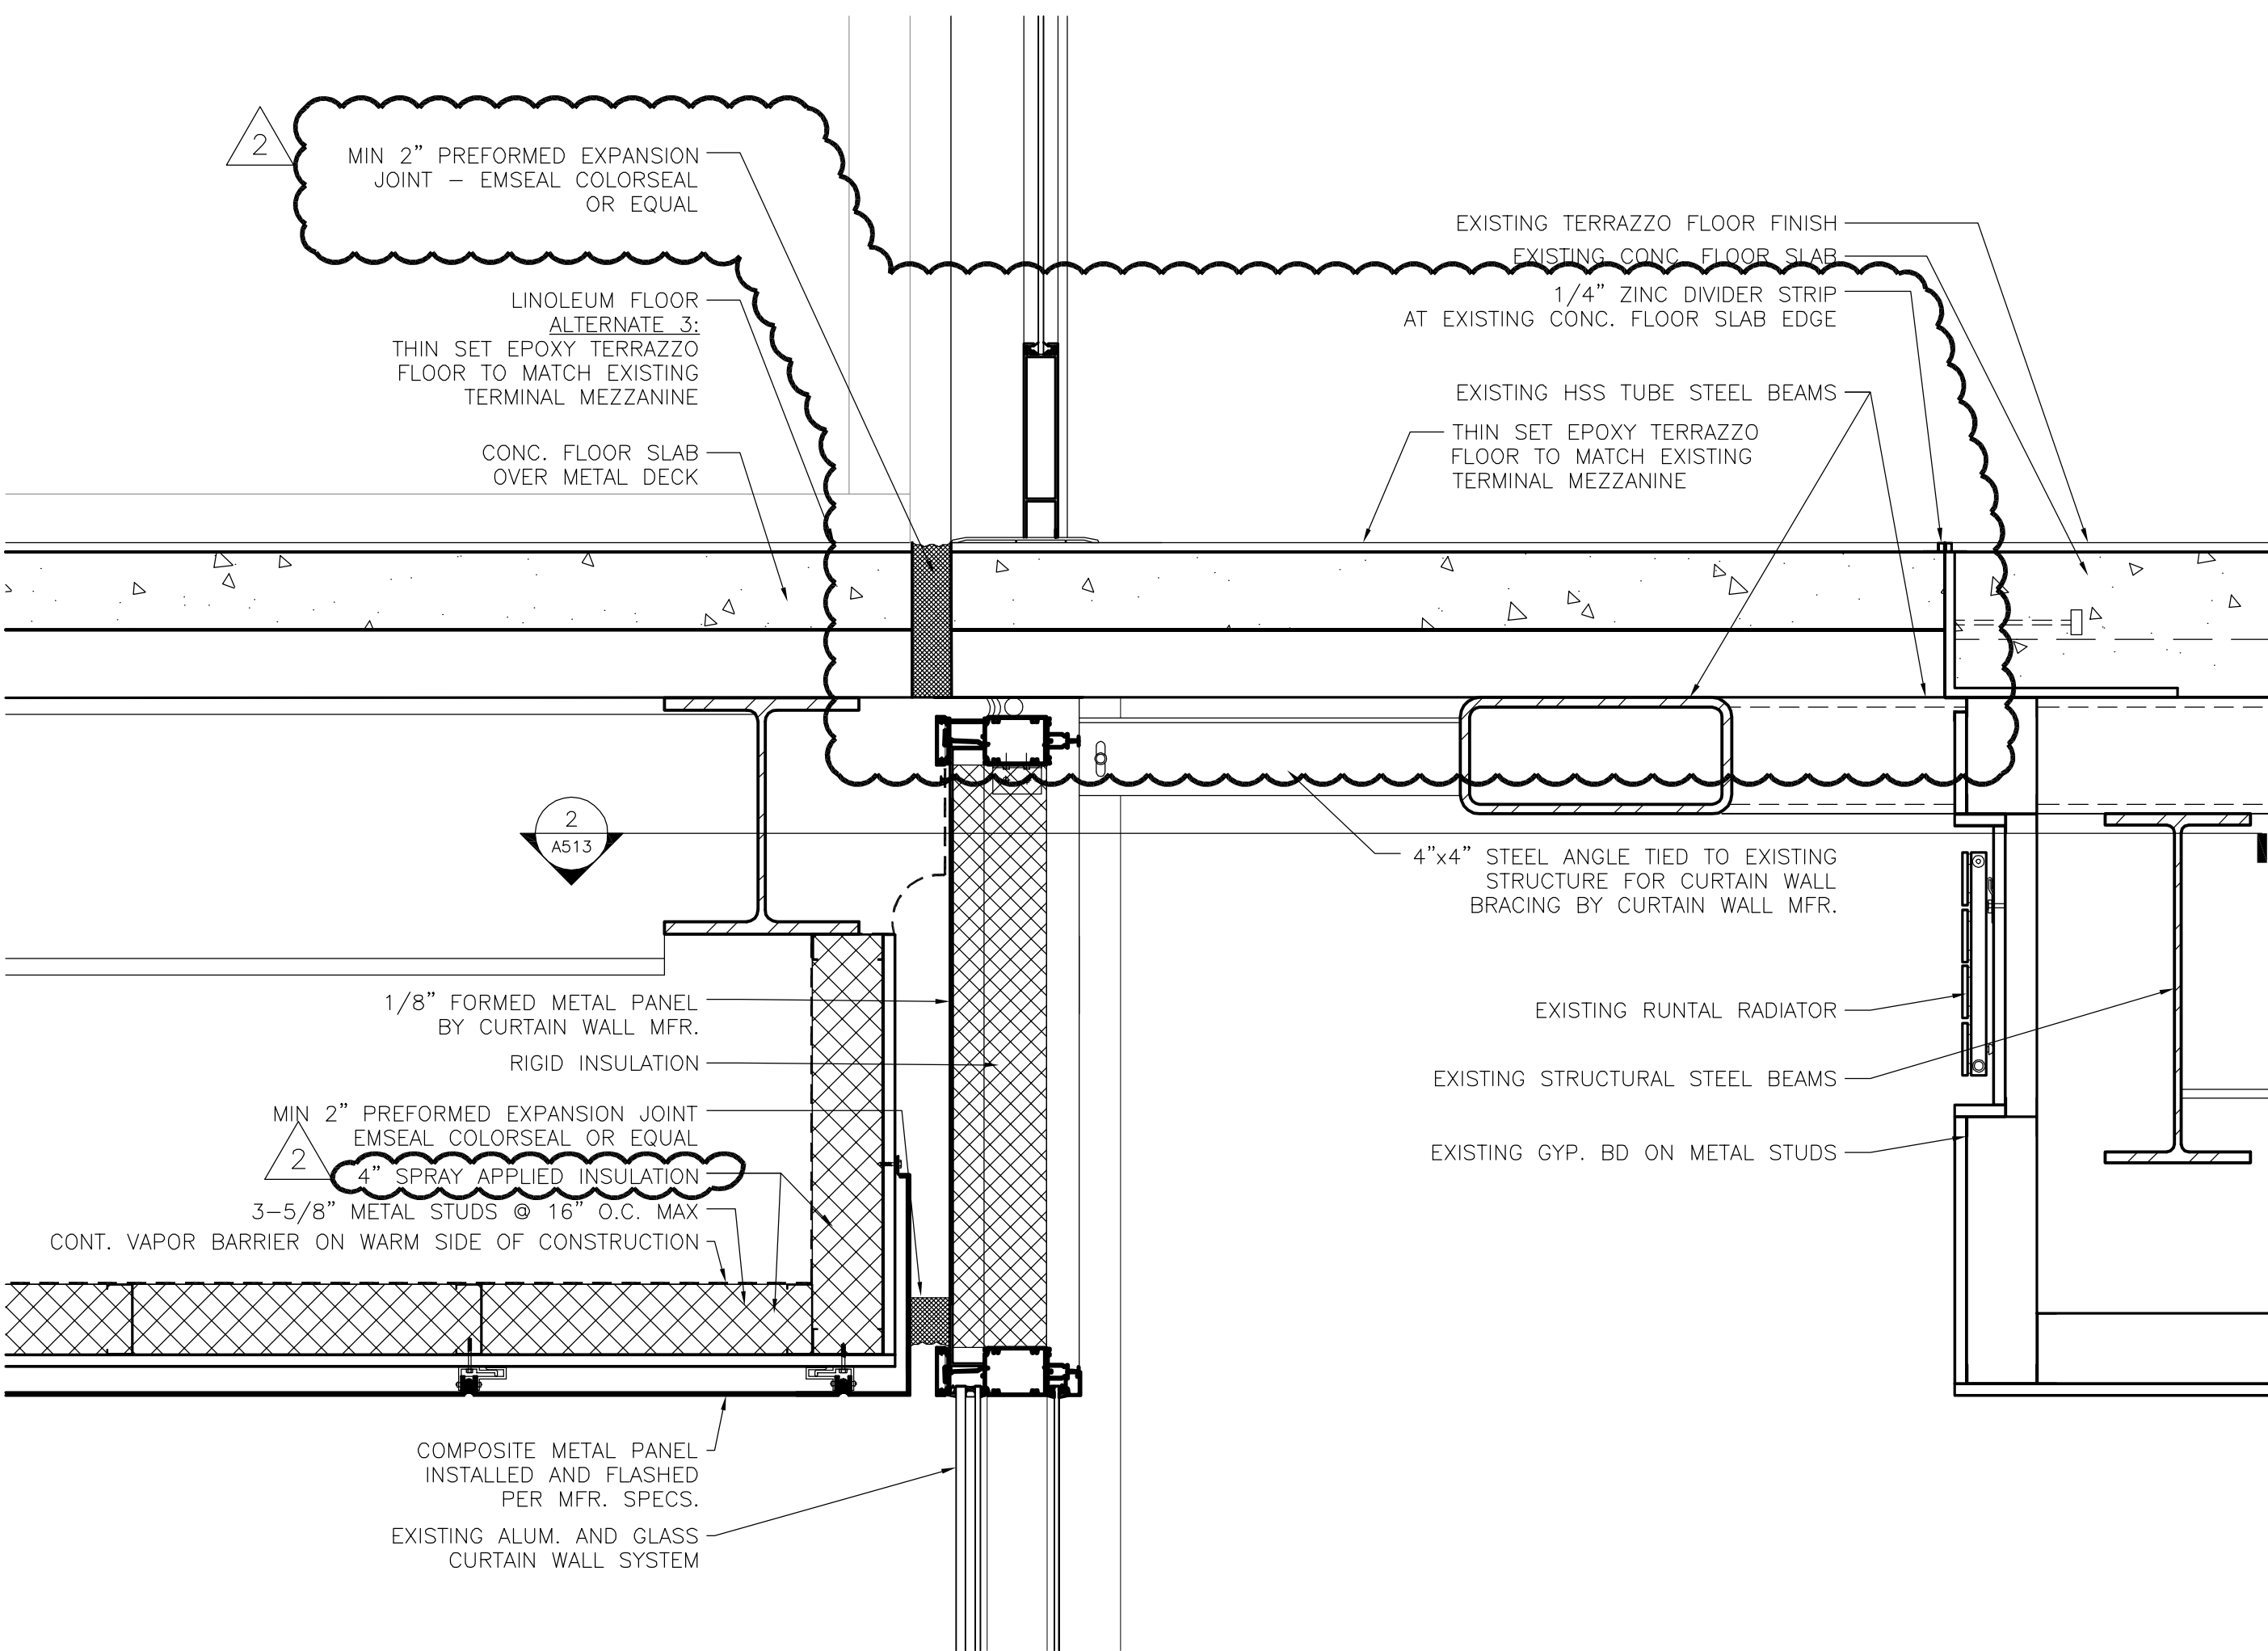 2
MIN 2" PREFORMED EXPANSION
JOINT – EMSEAL COLORSEAL
OR EQUAL
LINOLEUM FLOOR
ALTERNATE 3:
THIN SET EPOXY TERRAZZO
FLOOR TO MATCH EXISTING
TERMINAL MEZZANINE
CONC. FLOOR SLAB
OVER METAL DECK
EXISTING TERRAZZO FLOOR FINISH
EXISTING CONC. FLOOR SLAB
1/4" ZINC DIVIDER STRIP
AT EXISTING CONC. FLOOR SLAB EDGE
EXISTING HSS TUBE STEEL BEAMS
THIN SET EPOXY TERRAZZO
FLOOR TO MATCH EXISTING
TERMINAL MEZZANINE
2
A513
4"x4" STEEL ANGLE TIED TO EXISTING
STRUCTURE FOR CURTAIN WALL
BRACING BY CURTAIN WALL MFR.
1/8" FORMED METAL PANEL
BY CURTAIN WALL MFR.
RIGID INSULATION
MIN 2" PREFORMED EXPANSION JOINT
EMSEAL COLORSEAL OR EQUAL
2
4" SPRAY APPLIED INSULATION
3–5/8" METAL STUDS @ 16" O.C. MAX
CONT. VAPOR BARRIER ON WARM SIDE OF CONSTRUCTION
EXISTING RUNTAL RADIATOR
EXISTING STRUCTURAL STEEL BEAMS
EXISTING GYP. BD ON METAL STUDS
COMPOSITE METAL PANEL
INSTALLED AND FLASHED
PER MFR. SPECS.
EXISTING ALUM. AND GLASS
CURTAIN WALL SYSTEM